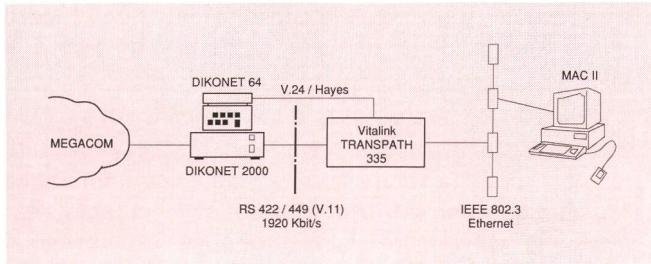 DIKONET 64
V.24 / Hayes
MAC II
MEGACOM
Vitalink
TRANSPATH
335
DIKONET 2000
RS 422 / 449 (V.11)
1920 Kbit/s
IEEE 802.3
Ethernet